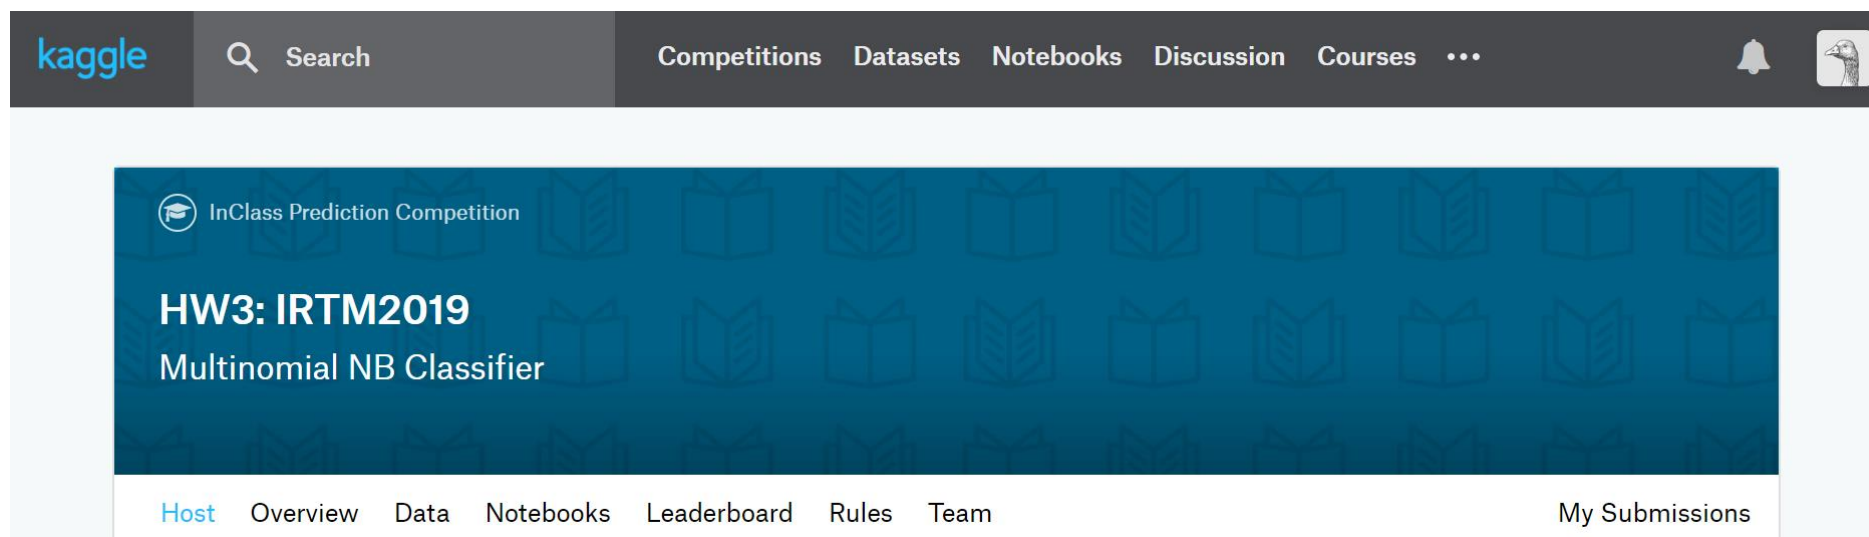 kaggle Search Competitions Datasets Notebooks Discussion Courses •••
InClass Prediction Competition
HW3: IRTM2019
Multinomial NB Classifier
Host Overview Data Notebooks Leaderboard Rules Team My Submissions